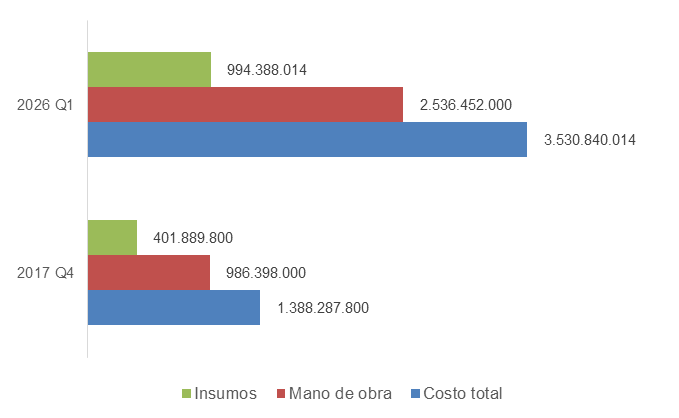 994.388.014
2026 Q1
2.536.452.000
3.530.840.014
401.889.800
2017 Q4
986.398.000
1.388.287.800
Insumos Mano de obra Costo total